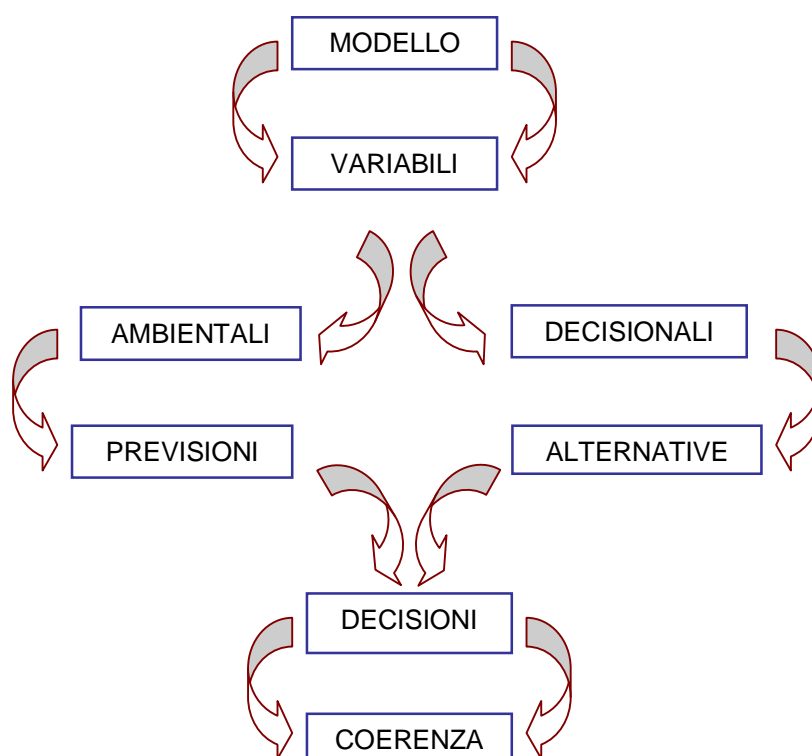 MODELLO
VARIABILI
AMBIENTALI
DECISIONALI
PREVISIONI
ALTERNATIVE
DECISIONI
COERENZA